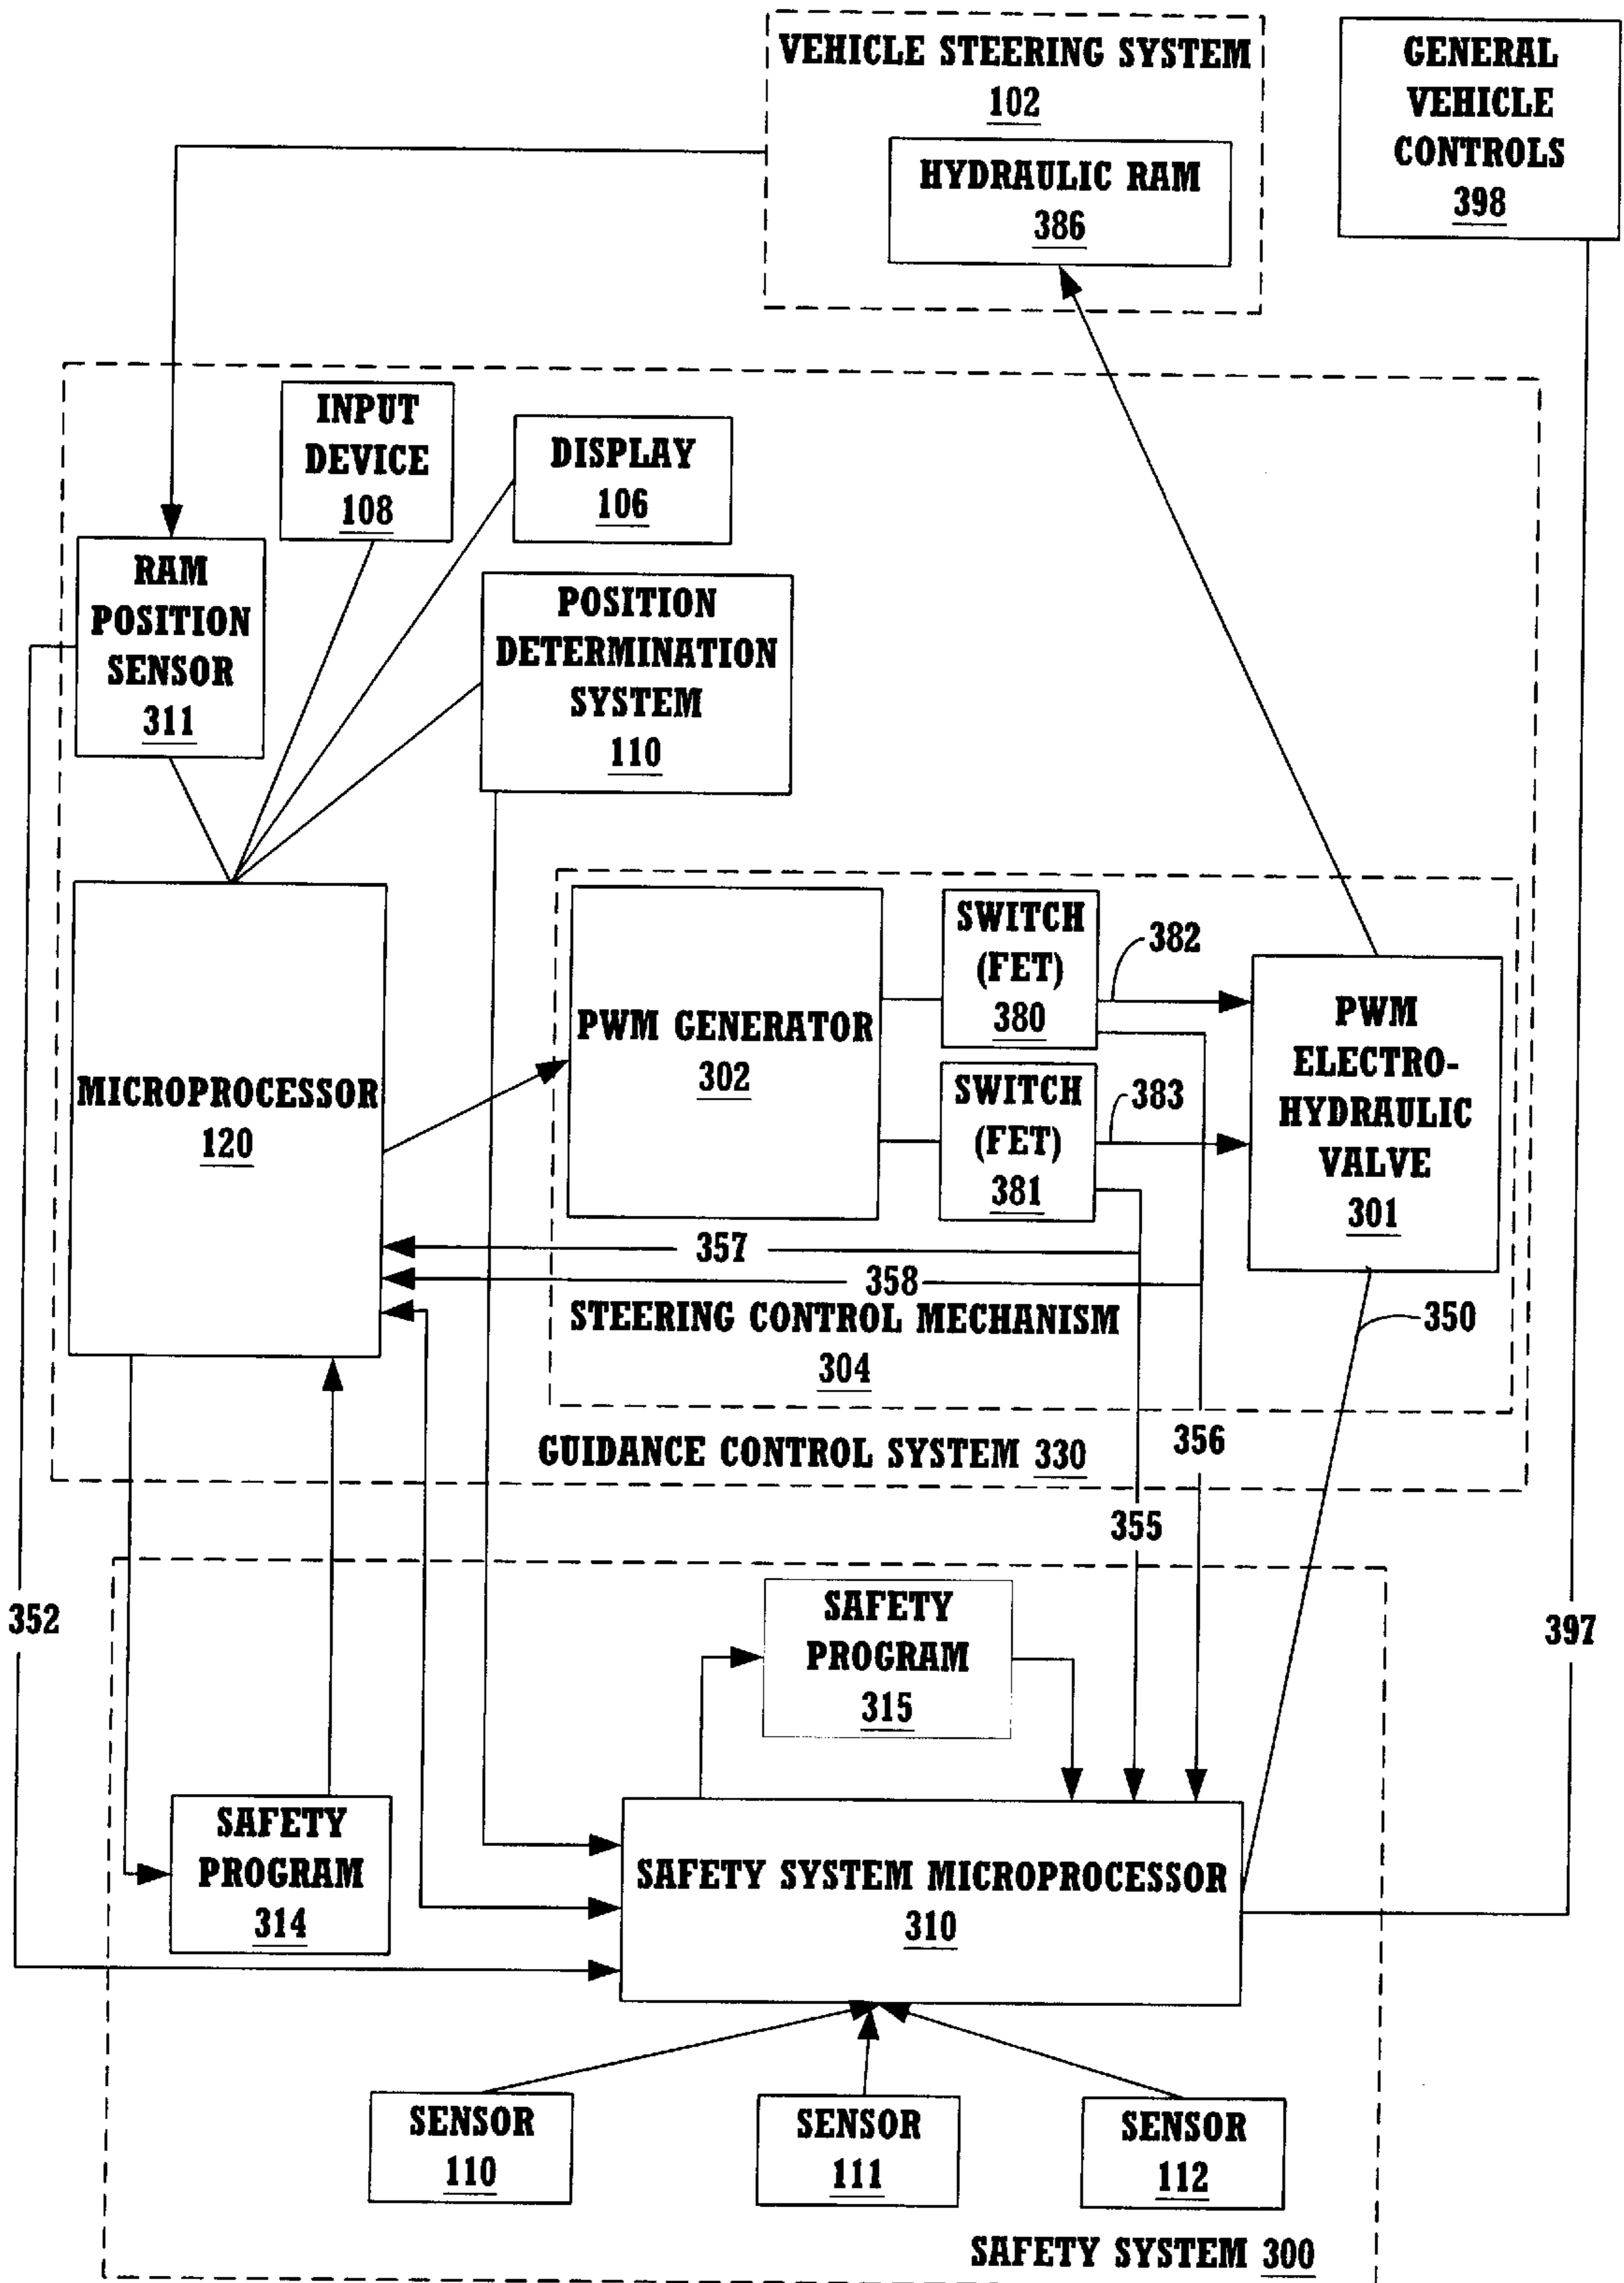 VEHICLE STEERING SYSTEM
102
HYDRAULIC RAM
386
GENERAL
VEHICLE
CONTROLS
398
INPUT
DEVICE
108
DISPLAY
106
RAM
POSITION
SENSOR
311
POSITION
DETERMINATION
SYSTEM
110
MICROPROCESSOR
120
PWM GENERATOR
302
SWITCH
(FET)
380
382
SWITCH
(FET)
381
383
PWM
ELECTRO-
HYDRAULIC
VALVE
301
357
358
STEERING CONTROL MECHANISM
304
350
GUIDANCE CONTROL SYSTEM 330
356
355
352
397
SAFETY
PROGRAM
315
SAFETY
PROGRAM
314
SAFETY SYSTEM MICROPROCESSOR
310
SENSOR
110
SENSOR
111
SENSOR
112
SAFETY SYSTEM 300